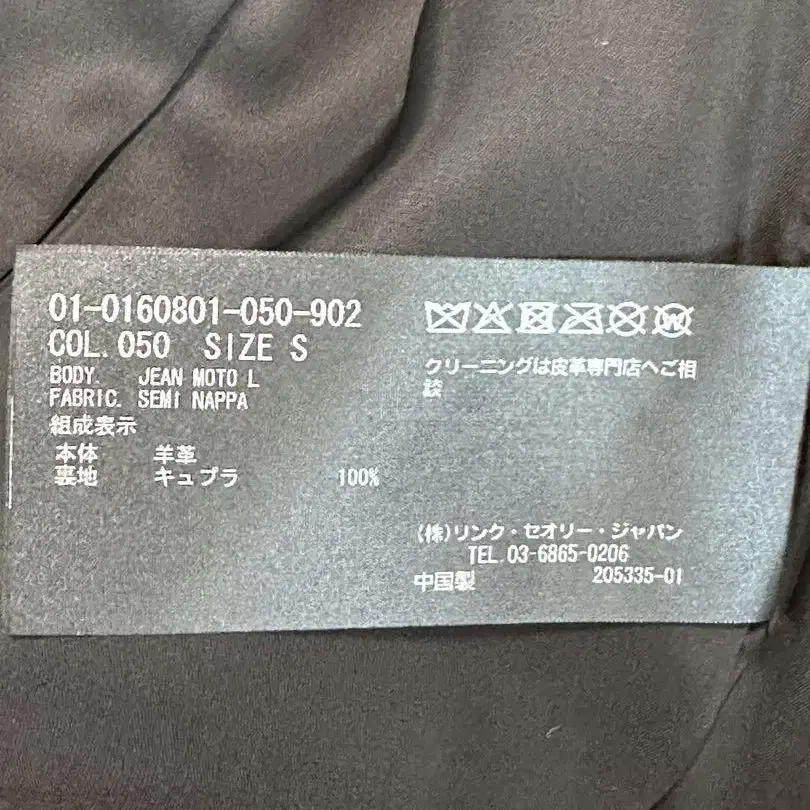 01-0160801-050-902
COL.050 SIZE S
BODY. JEAN MOTO L
FABRIC. SEMI NAPPA
組成表示
本体 羊革
裏地 キュプラ 100%
W
クリーニングは皮革専門店へご相
談
(株)リンク・セオリー・ジャパン
TEL.03-6865-0206
中国製 205335-01